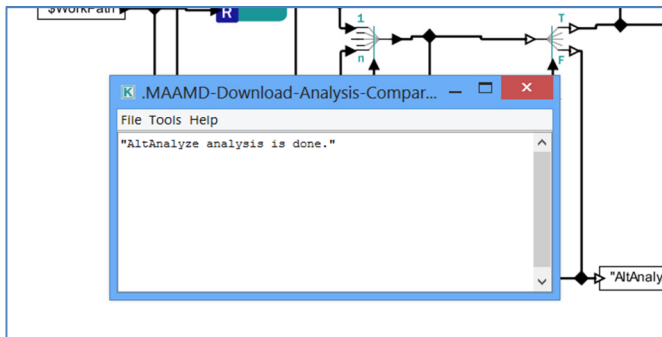 $WorkPath
R
1
T
n
F
K .MAAMD-Download-Analysis-Compar...
File Tools Help
"AltAnalyze analysis is done."
"AltAnaly